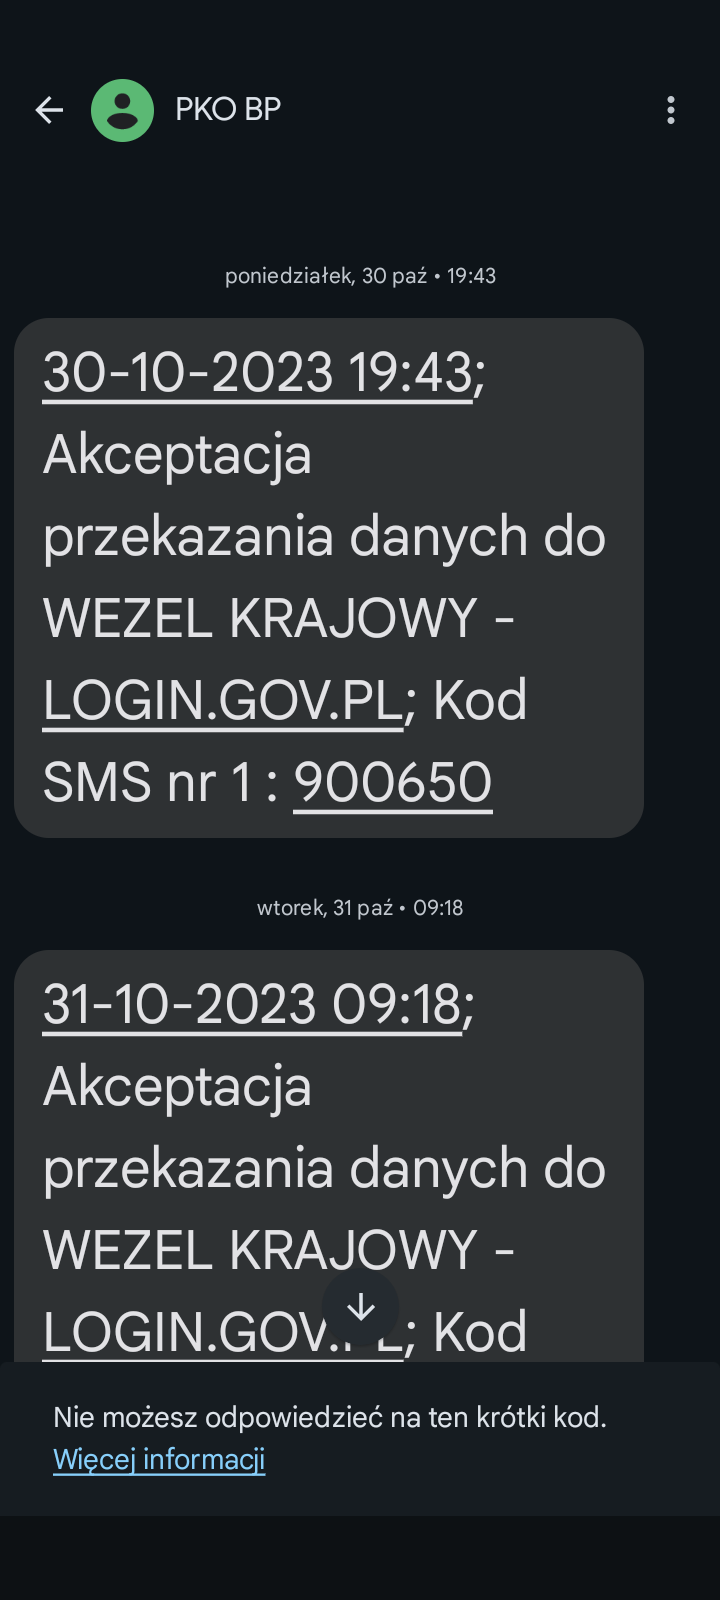 PKO BP
poniedziałek, 30 paź • 19:43
30-10-2023 19:43;
Akceptacja
przekazania danych do
WEZEL KRAJOWY -
LOGIN.GOV.PL; Kod
SMS nr 1 : 900650
wtorek, 31 paź • 09:18
31-10-2023 09:18;
Akceptacja
przekazania danych do
WEZEL KRAJOWY -
LOGIN.GOV.PL; Kod
Nie możesz odpowiedzieć na ten krótki kod.
Więcej informacji